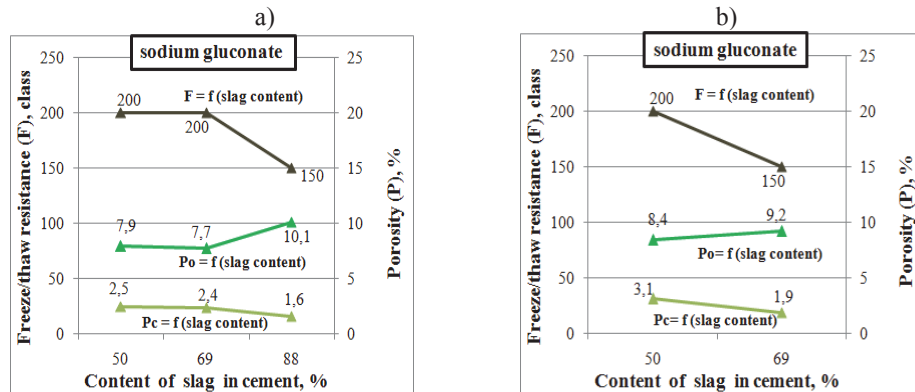 a)
sodium gluconate
Freeze/thaw resistance (F), class
250
200
150
100
50
0
25
20
15
10
5
0
Porosity (P), %
200
F = f (slag content)
200
150
7,9
7,7
10,1
Po = f (slag content)
2,5
2,4
1,6
Pc = f (slag content)
50 69 88
Content of slag in cement, %
b)
sodium gluconate
Freeze/thaw resistance (F), class
250
200
150
100
50
0
25
20
15
10
5
0
Porosity (P), %
200
F = f (slag content)
150
8,4
9,2
Po= f (slag content)
3,1
1,9
Pc= f (slag content)
50 69
Content of slag in cement, %